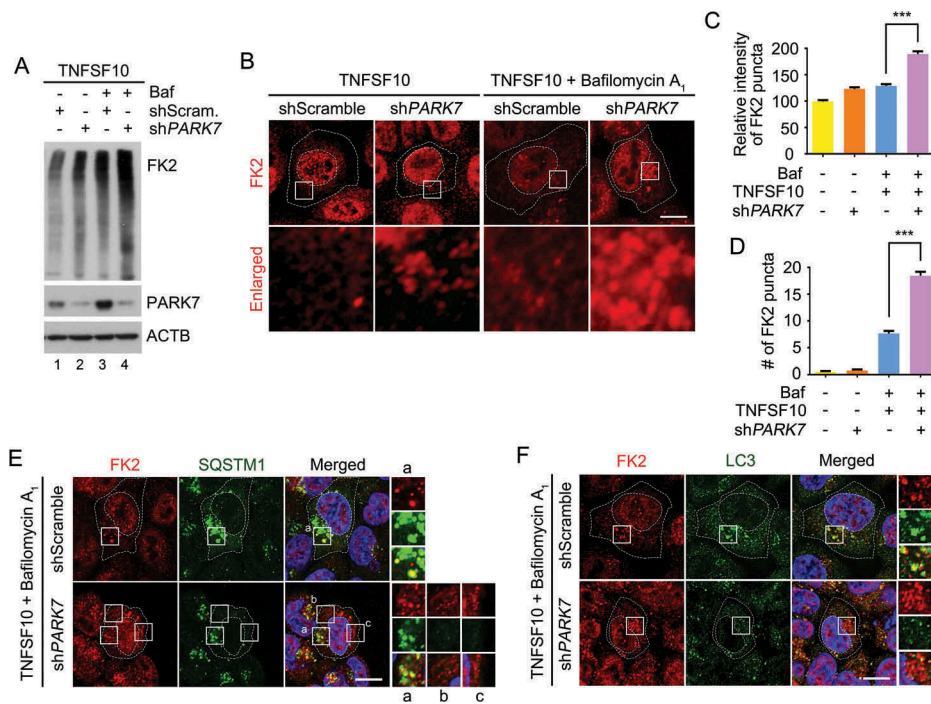 A
TNFSF10
- - + + Baf
+ - + - shScram.
- + - + shPARK7
FK2
PARK7
ACTB
1 2 3 4
B
TNFSF10
TNFSF10 + Bafilomycin A1
shScramble
shPARK7
shScramble
shPARK7
FK2
Enlarged
C
Relative intensity
of FK2 puncta
200
150
100
50
0
***
Baf - - + +
TNFSF10 - - + +
shPARK7 - + - +
D
# of FK2 puncta
20
15
10
5
0
***
Baf - - + +
TNFSF10 - - + +
shPARK7 - + - +
E
FK2
SQSTM1
Merged
a
TNFSF10 + Bafilomycin A1
shScramble
shPARK7
a
b
a
c
a b c
F
FK2
LC3
Merged
TNFSF10 + Bafilomycin A1
shScramble
shPARK7